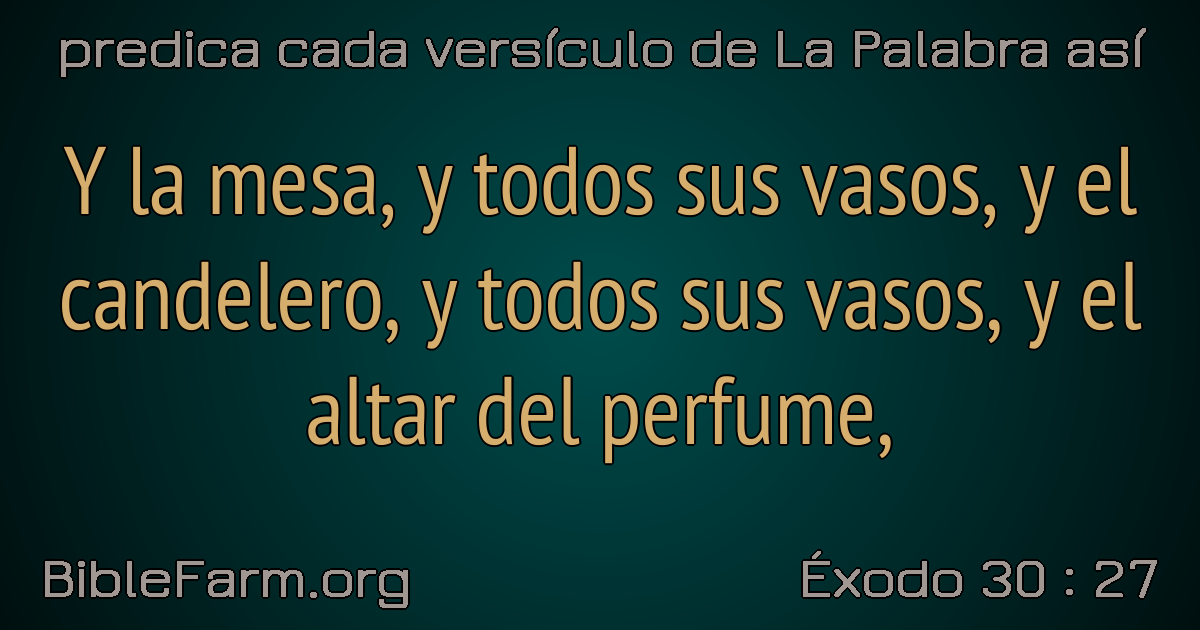 predica cada versículo de La Palabra así
Y la mesa, y todos sus vasos, y el
candelero, y todos sus vasos, y el
altar del perfume,
BibleFarm.org
Éxodo 30 : 27